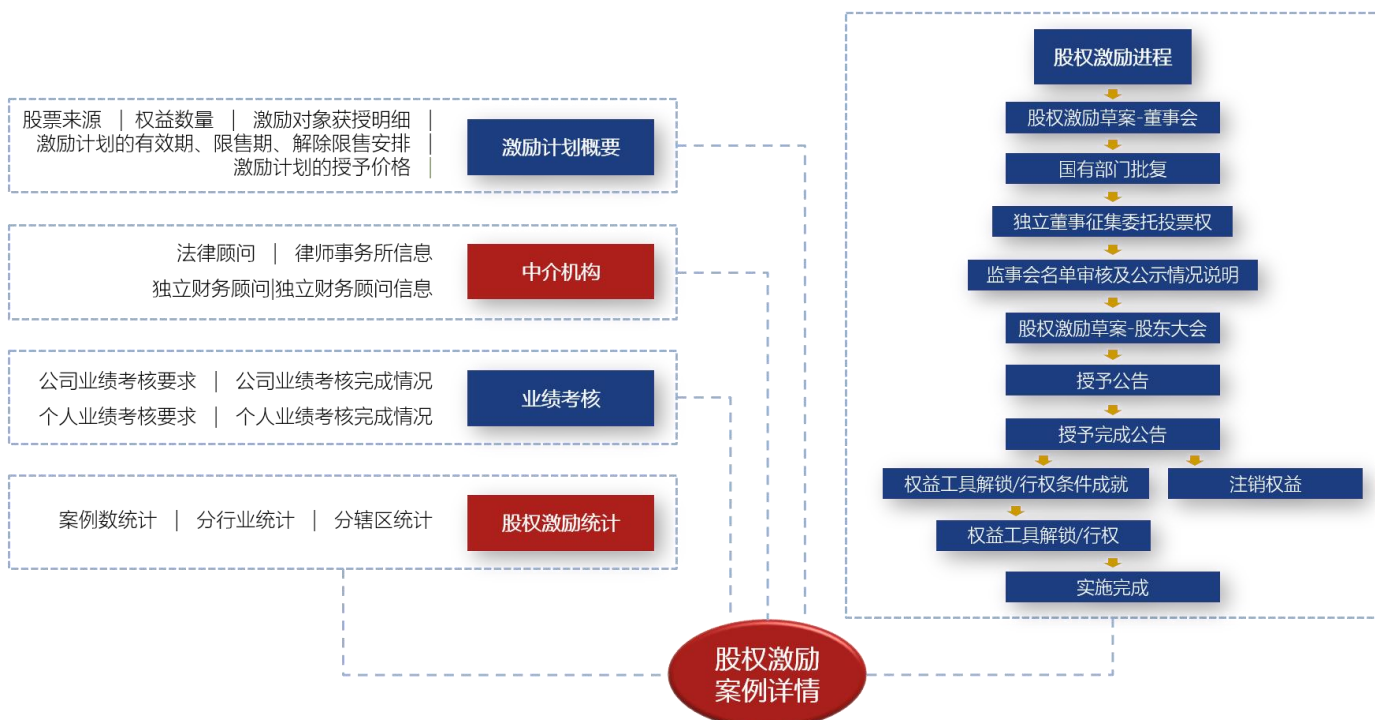 股票来源 | 权益数量 | 激励对象获授明细 |
激励计划的有效期、限售期、解除限售安排 |
激励计划的授予价格 |
激励计划概要
法律顾问 | 律师事务所信息
独立财务顾问|独立财务顾问信息
中介机构
公司业绩考核要求 | 公司业绩考核完成情况
个人业绩考核要求 | 个人业绩考核完成情况
业绩考核
案例数统计 | 分行业统计 | 分辖区统计
股权激励统计
股权激励
案例详情
股权激励进程
股权激励草案-董事会
国有部门批复
独立董事征集委托投票权
监事会名单审核及公示情况说明
股权激励草案-股东大会
授予公告
授予完成公告
权益工具解锁/行权条件成就
注销权益
权益工具解锁/行权
实施完成